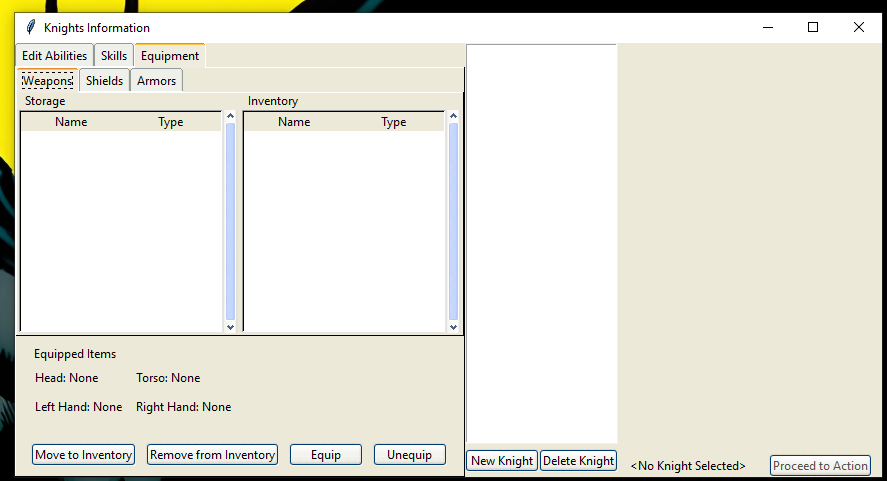 Knights Information
Edit Abilities Skills Equipment
Weapons Shields Armors
Storage Inventory
Name Type Name Type
Equipped Items
Head: None Torso: None
Left Hand: None Right Hand: None
Move to Inventory Remove from Inventory Equip Unequip
New Knight Delete Knight <No Knight Selected> Proceed to Action